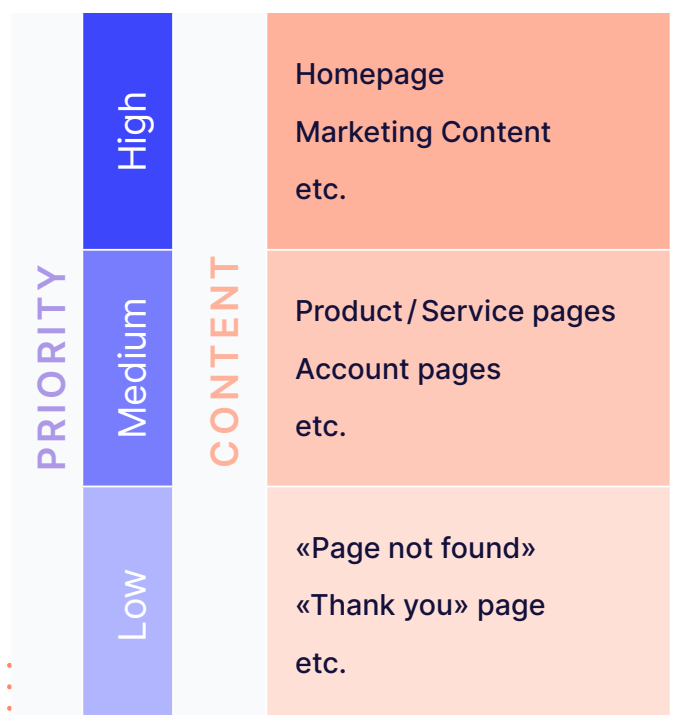 PRIORITY
High
CONTENT
Homepage
Marketing Content
etc.
Medium
Product / Service pages
Account pages
etc.
Low
«Page not found»
«Thank you» page
etc.